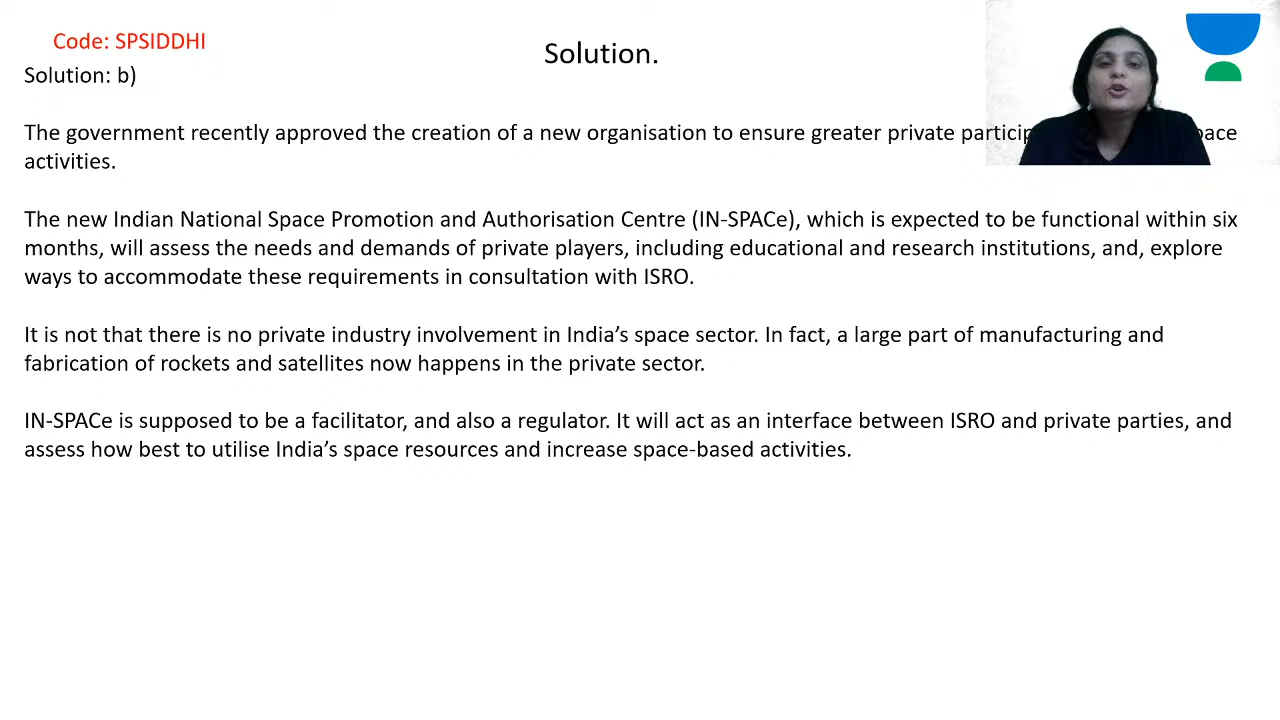 Code: SPSIDDHI
Solution.
Solution: b)
The government recently approved the creation of a new organisation to ensure greater private pace
activities.
The new Indian National Space Promotion and Authorisation Centre (IN-SPACe), which is expected to be functional within six
months, will assess the needs and demands of private players, including educational and research institutions, and, explore
ways to accommodate these requirements in consultation with ISRO.
It is not that there is no private industry involvement in India’s space sector. In fact, a large part of manufacturing and
fabrication of rockets and satellites now happens in the private sector.
IN-SPACe is supposed to be a facilitator, and also a regulator. It will act as an interface between ISRO and private parties, and
assess how best to utilise India’s space resources and increase space-based activities.